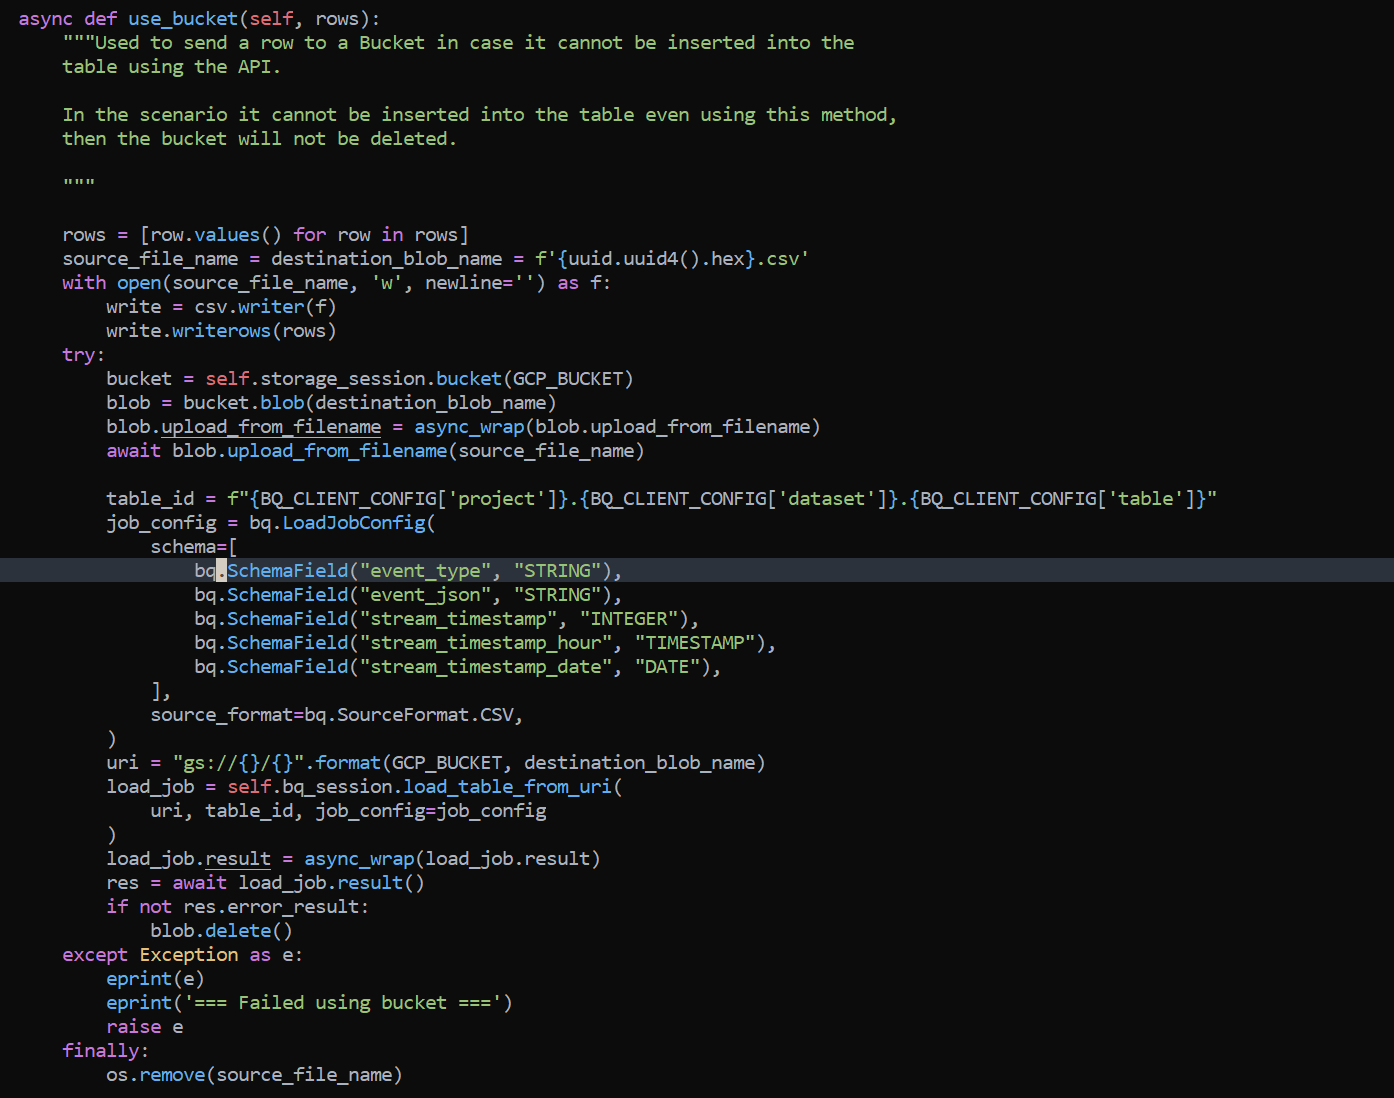 async def use_bucket(self, rows):
    """Used to send a row to a Bucket in case it cannot be inserted into the
    table using the API.

    In the scenario it cannot be inserted into the table even using this method,
    then the bucket will not be deleted.

    """

    rows = [row.values() for row in rows]
    source_file_name = destination_blob_name = f'{uuid.uuid4().hex}.csv'
    with open(source_file_name, 'w', newline='') as f:
        write = csv.writer(f)
        write.writerows(rows)
    try:
        bucket = self.storage_session.bucket(GCP_BUCKET)
        blob = bucket.blob(destination_blob_name)
        blob.upload_from_filename = async_wrap(blob.upload_from_filename)
        await blob.upload_from_filename(source_file_name)

        table_id = f"{BQ_CLIENT_CONFIG['project']}.{BQ_CLIENT_CONFIG['dataset']}.{BQ_CLIENT_CONFIG['table']}"
        job_config = bq.LoadJobConfig(
            schema=[
                bq.SchemaField("event_type", "STRING"),
                bq.SchemaField("event_json", "STRING"),
                bq.SchemaField("stream_timestamp", "INTEGER"),
                bq.SchemaField("stream_timestamp_hour", "TIMESTAMP"),
                bq.SchemaField("stream_timestamp_date", "DATE"),
            ],
            source_format=bq.SourceFormat.CSV,
        )
        uri = "gs://{}/{}".format(GCP_BUCKET, destination_blob_name)
        load_job = self.bq_session.load_table_from_uri(
            uri, table_id, job_config=job_config
        )
        load_job.result = async_wrap(load_job.result)
        res = await load_job.result()
        if not res.error_result:
            blob.delete()
    except Exception as e:
        eprint(e)
        eprint('=== Failed using bucket ===')
        raise e
    finally:
        os.remove(source_file_name)